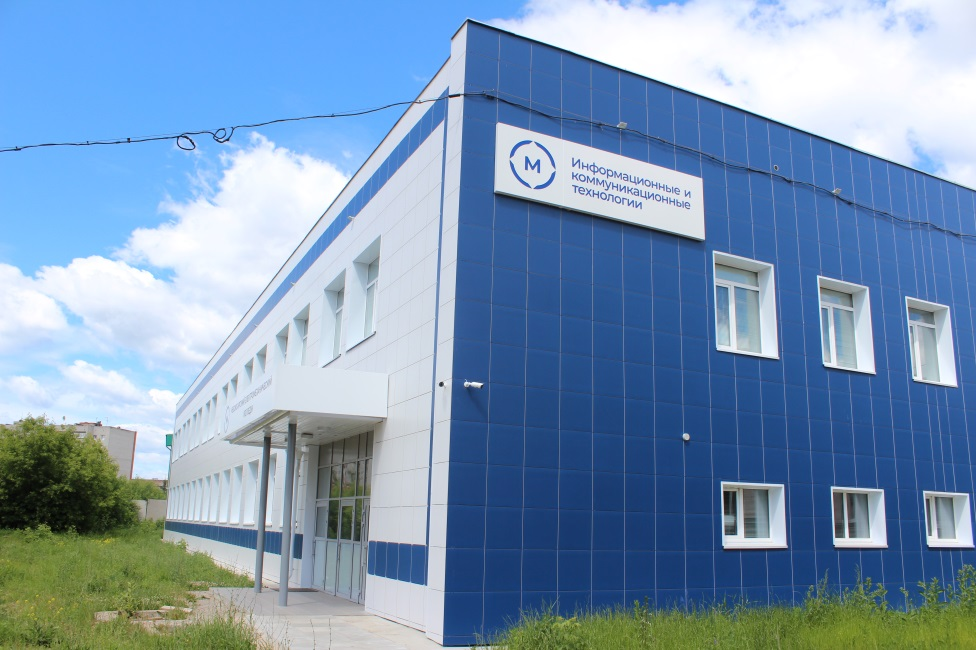 М
Информационные и
коммуникационные
технологии